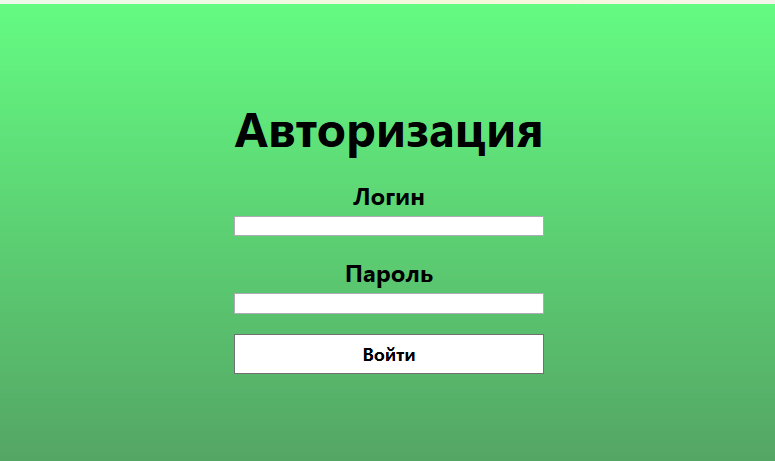 Авторизация
Логин
Пароль
Войти